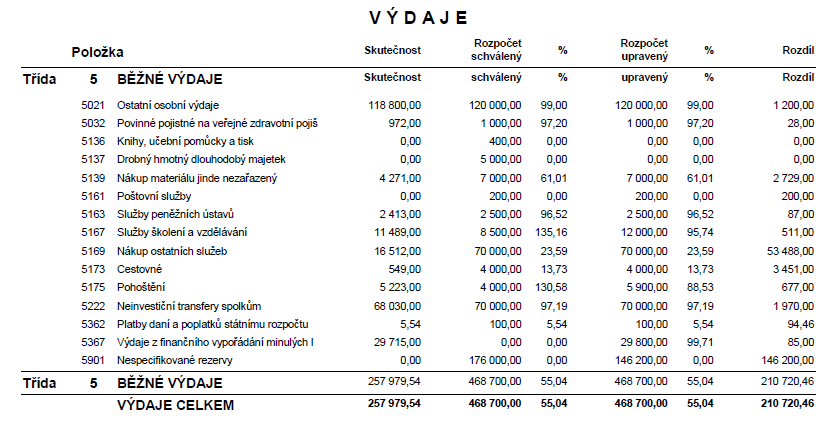 V Ý D A J E
Položka Skutečnost Rozpočet schválený % Rozpočet upravený % Rozdíl
Třída 5 BĚŽNÉ VÝDAJE Skutečnost schválený % upravený % Rozdíl
5021 Ostatní osobní výdaje 118 800,00 120 000,00 99,00 120 000,00 99,00 1 200,00
5032 Povinné pojistné na veřejné zdravotní pojiš 972,00 1 000,00 97,20 1 000,00 97,20 28,00
5136 Knihy, učební pomůcky a tisk 0,00 400,00 0,00 0,00 0,00 0,00
5137 Drobný hmotný dlouhodobý majetek 0,00 5 000,00 0,00 0,00 0,00 0,00
5139 Nákup materiálu jinde nezařazený 4 271,00 7 000,00 61,01 7 000,00 61,01 2 729,00
5161 Poštovní služby 0,00 200,00 0,00 200,00 0,00 200,00
5163 Služby peněžních ústavů 2 413,00 2 500,00 96,52 2 500,00 96,52 87,00
5167 Služby školení a vzdělávání 11 489,00 8 500,00 135,16 12 000,00 95,74 511,00
5169 Nákup ostatních služeb 16 512,00 70 000,00 23,59 70 000,00 23,59 53 488,00
5173 Cestovné 549,00 4 000,00 13,73 4 000,00 13,73 3 451,00
5175 Pohoštění 5 223,00 4 000,00 130,58 5 900,00 88,53 677,00
5222 Neinvestiční transfery spolkům 68 030,00 70 000,00 97,19 70 000,00 97,19 1 970,00
5362 Platby daní a poplatků státnímu rozpočtu 5,54 100,00 5,54 100,00 5,54 94,46
5367 Výdaje z finančního vypořádání minulých l 29 715,00 0,00 0,00 29 800,00 99,71 85,00
5901 Nespecifikované rezervy 0,00 176 000,00 0,00 146 200,00 0,00 146 200,00
Třída 5 BĚŽNÉ VÝDAJE 257 979,54 468 700,00 55,04 468 700,00 55,04 210 720,46
VÝDAJE CELKEM 257 979,54 468 700,00 55,04 468 700,00 55,04 210 720,46